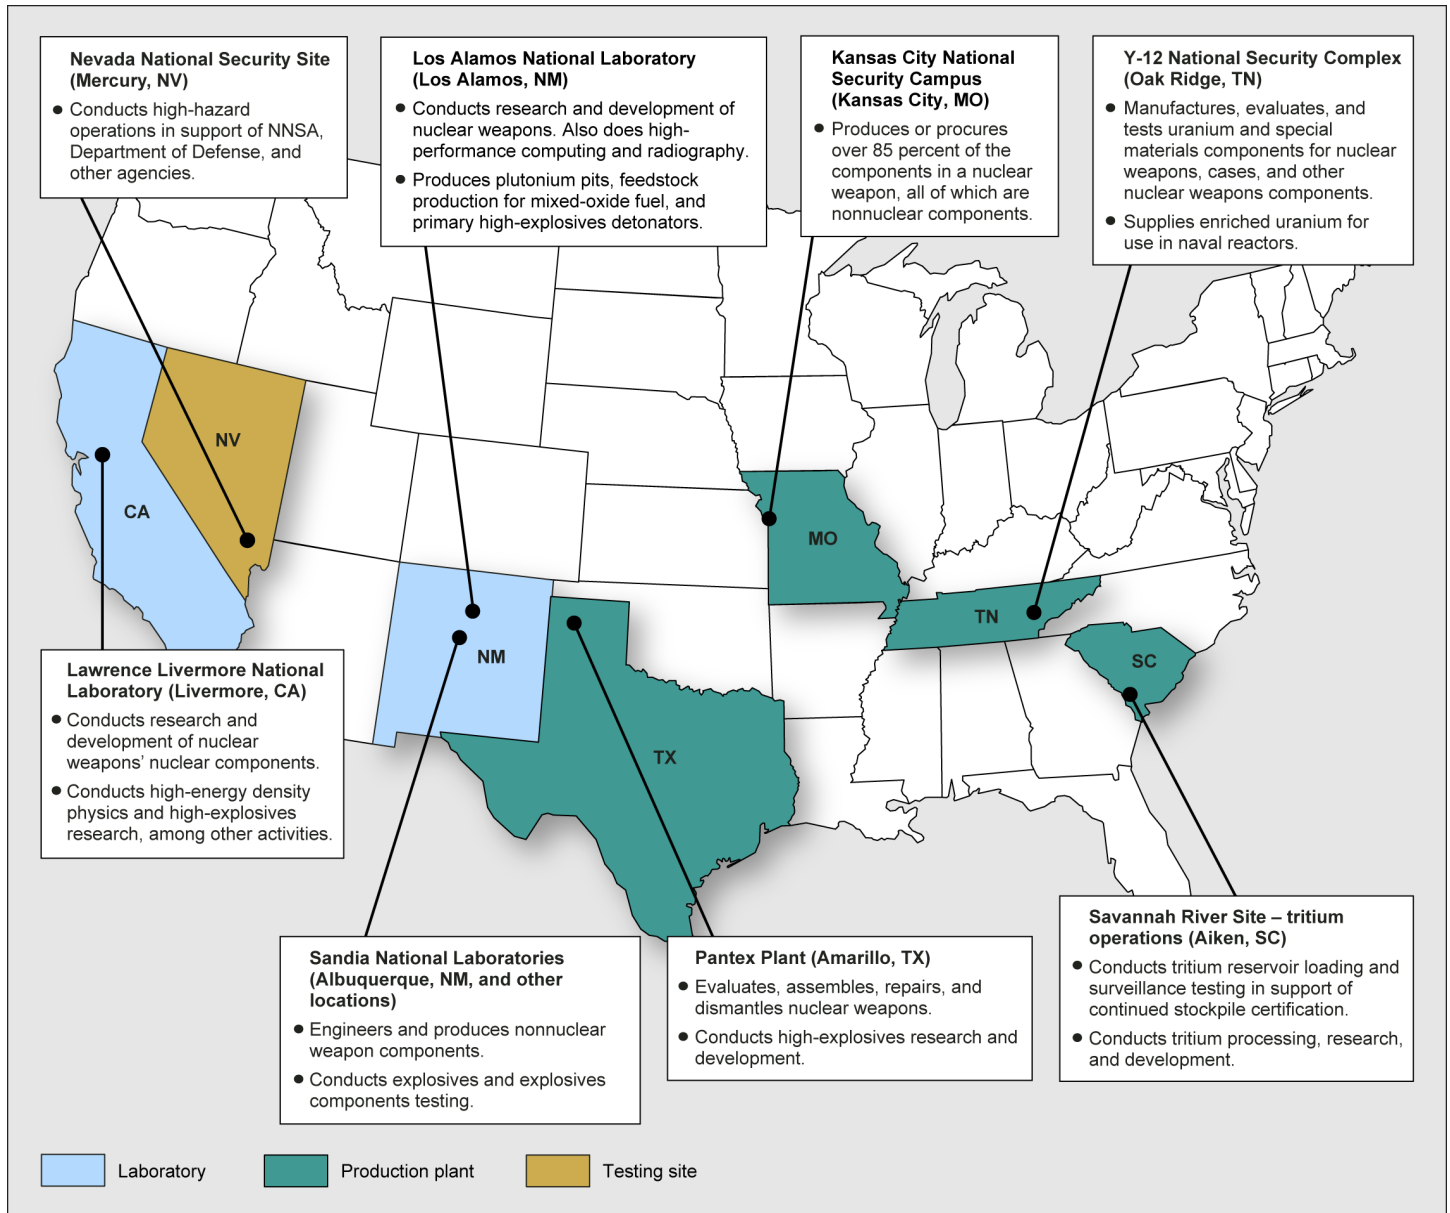 Nevada National Security Site
(Mercury, NV)
• Conducts high-hazard
operations in support of NNSA,
Department of Defense, and
other agencies.
Los Alamos National Laboratory
(Los Alamos, NM)
• Conducts research and development of
nuclear weapons. Also does high-
performance computing and radiography.
• Produces plutonium pits, feedstock
production for mixed-oxide fuel, and
primary high-explosives detonators.
Kansas City National
Security Campus
(Kansas City, MO)
• Produces or procures
over 85 percent of the
components in a nuclear
weapon, all of which are
nonnuclear components.
Y-12 National Security Complex
(Oak Ridge, TN)
• Manufactures, evaluates, and
tests uranium and special
materials components for nuclear
weapons, cases, and other
nuclear weapons components.
• Supplies enriched uranium for
use in naval reactors.
NV
CA
MO
TN
NM
SC
TX
Lawrence Livermore National
Laboratory (Livermore, CA)
• Conducts research and
development of nuclear
weapons’ nuclear components.
• Conducts high-energy density
physics and high-explosives
research, among other activities.
Sandia National Laboratories
(Albuquerque, NM, and other
locations)
• Engineers and produces nonnuclear
weapon components.
• Conducts explosives and explosives
components testing.
Pantex Plant (Amarillo, TX)
• Evaluates, assembles, repairs, and
dismantles nuclear weapons.
• Conducts high-explosives research and
development.
Savannah River Site – tritium
operations (Aiken, SC)
• Conducts tritium reservoir loading and
surveillance testing in support of
continued stockpile certification.
• Conducts tritium processing, research,
and development.
Laboratory
Production plant
Testing site